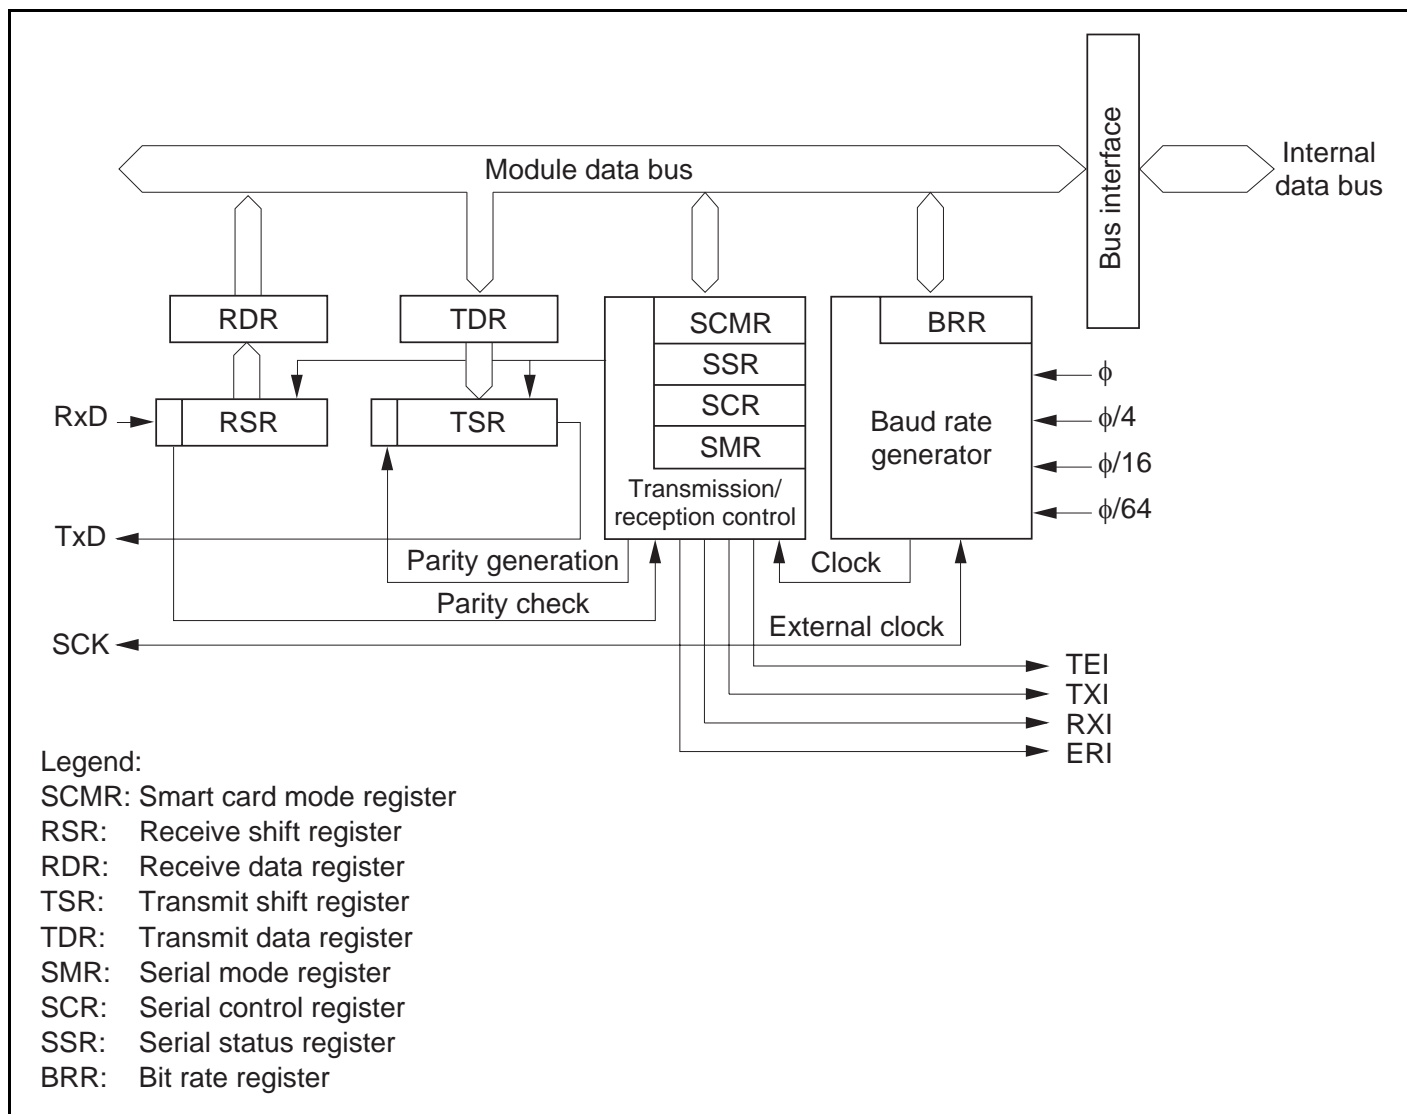 Module data bus
Bus interface
Internal
data bus
RDR
TDR
SCMR
BRR
SSR
φ
RxD
RSR
TSR
SCR
Baud rate
generator
φ/4
SMR
φ/16
Transmission/
reception control
φ/64
TxD
Parity generation
Clock
Parity check
External clock
SCK
TEI
TXI
RXI
ERI
Legend:
SCMR: Smart card mode register
RSR: Receive shift register
RDR: Receive data register
TSR: Transmit shift register
TDR: Transmit data register
SMR: Serial mode register
SCR: Serial control register
SSR: Serial status register
BRR: Bit rate register